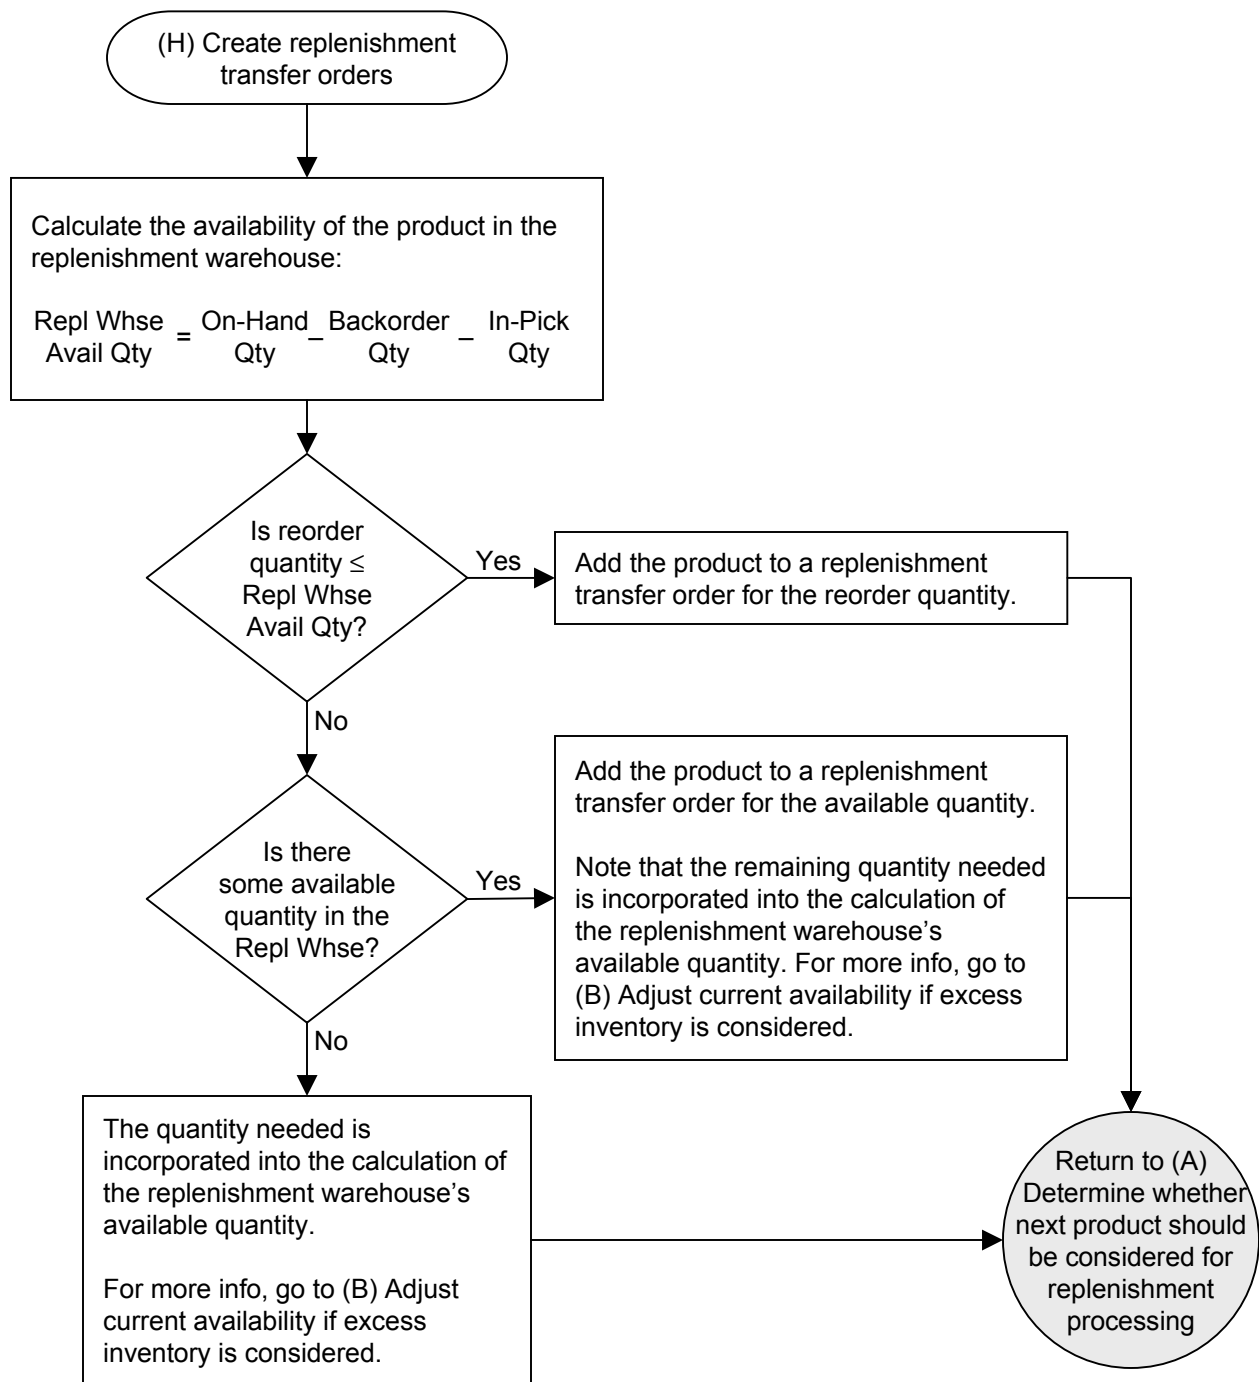 (H) Create replenishment
transfer orders
Calculate the availability of the product in the
replenishment warehouse:
Repl Whse = On-Hand – Backorder – In-Pick
Avail Qty Qty Qty Qty
Is reorder
quantity ≤
Repl Whse
Avail Qty?
Yes
Add the product to a replenishment
transfer order for the reorder quantity.
No
Is there
some available
quantity in the
Repl Whse?
Yes
Add the product to a replenishment
transfer order for the available quantity.
Note that the remaining quantity needed
is incorporated into the calculation of
the replenishment warehouse’s
available quantity. For more info, go to
(B) Adjust current availability if excess
inventory is considered.
No
The quantity needed is
incorporated into the calculation of
the replenishment warehouse’s
available quantity.
For more info, go to (B) Adjust
current availability if excess
inventory is considered.
Return to (A)
Determine whether
next product should
be considered for
replenishment
processing